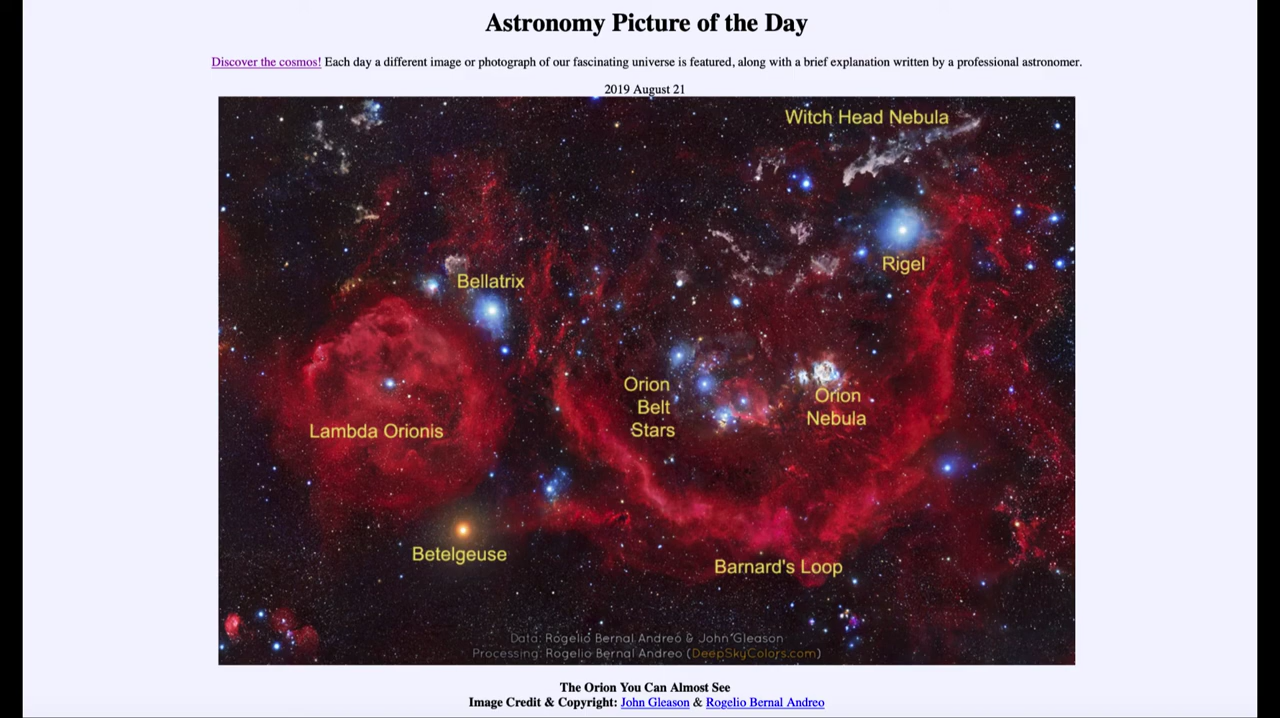 Astronomy Picture of the Day
Discover the cosmos! Each day a different image or photograph of our fascinating universe is featured, along with a brief explanation written by a professional astronomer.
2019 August 21
Witch Head Nebula
Rigel
Bellatrix
Orion
Belt
Stars
Orion
Nebula
Lambda Orionis
Betelgeuse
Barnard's Loop
Data: Rogelio Bernal Andreo & John Gleason
Processing: Rogelio Bernal Andreo (DeepSkyColors.com)
The Orion You Can Almost See
Image Credit & Copyright: John Gleason & Rogelio Bernal Andreo